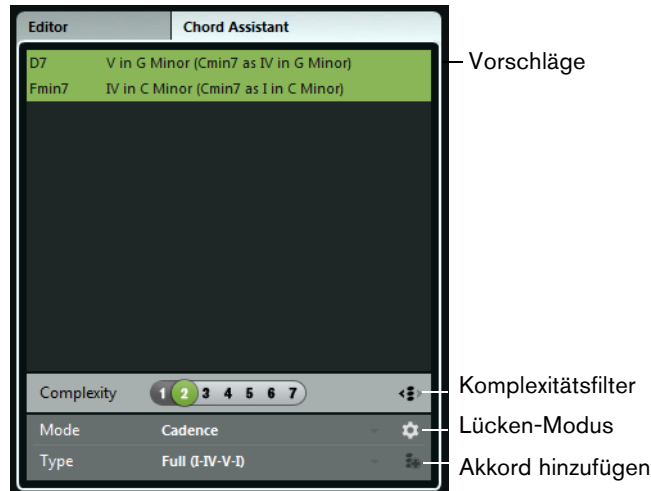 Editor Chord Assistant
D7 V in G Minor (Cmin7 as IV in G Minor) Vorschläge
Fmin7 IV in C Minor (Cmin7 as I in C Minor)
Complexity 1 2 3 4 5 6 7 Komplexitätsfilter
Mode Cadence Lücken-Modus
Type Full (I-IV-V-I) Akkord hinzufügen